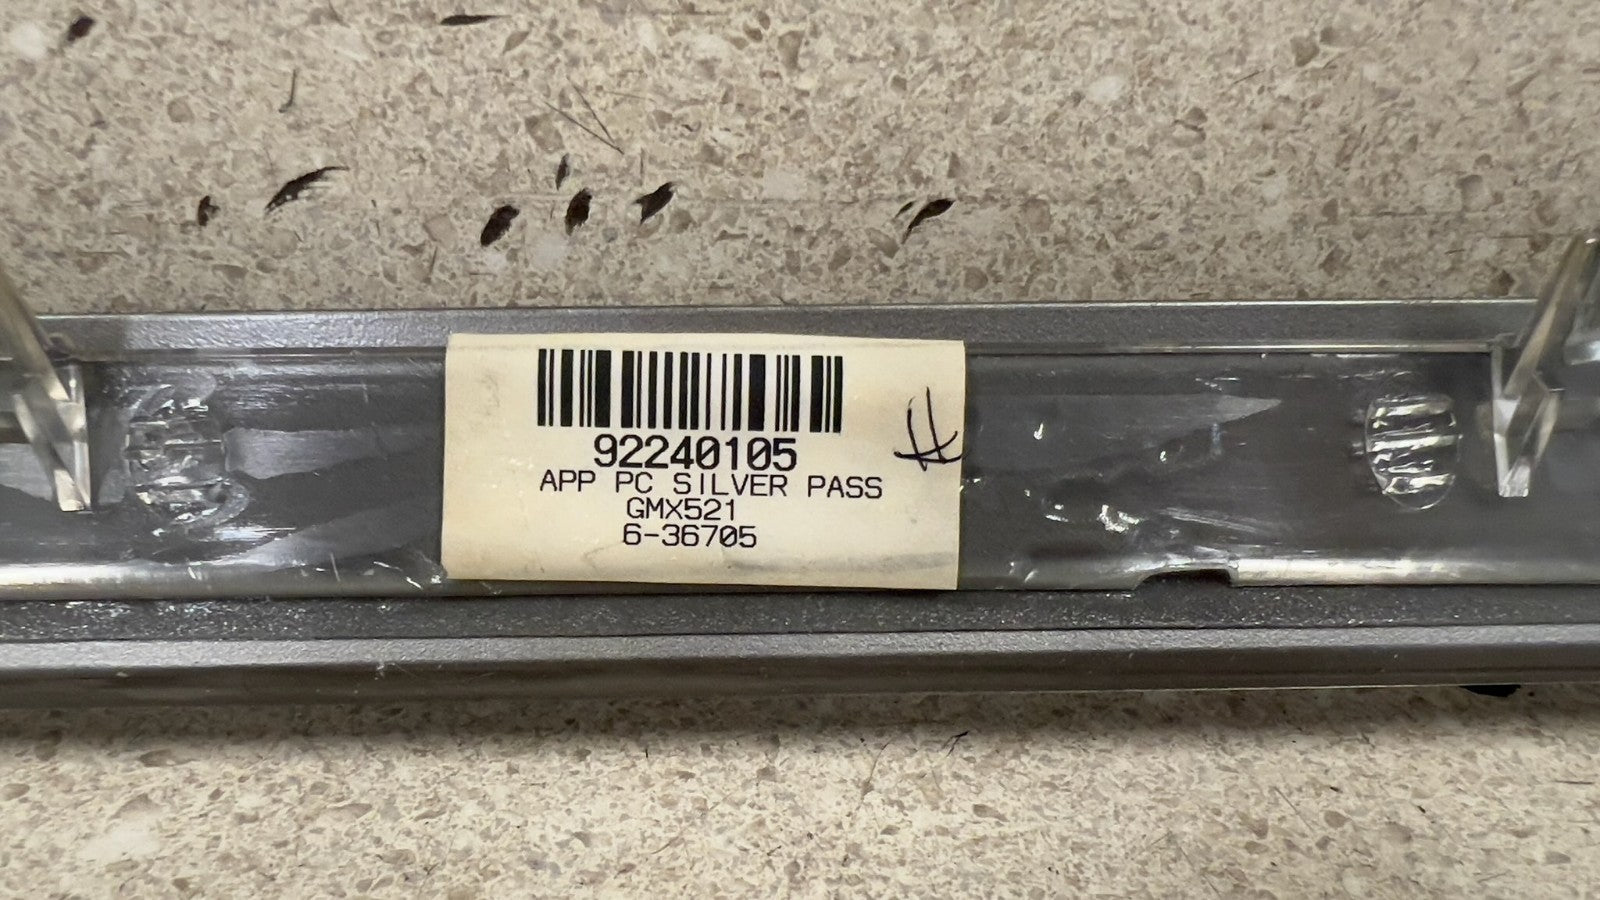 92240105
APP PC SILVER PASS
GMX521
6-36705
#